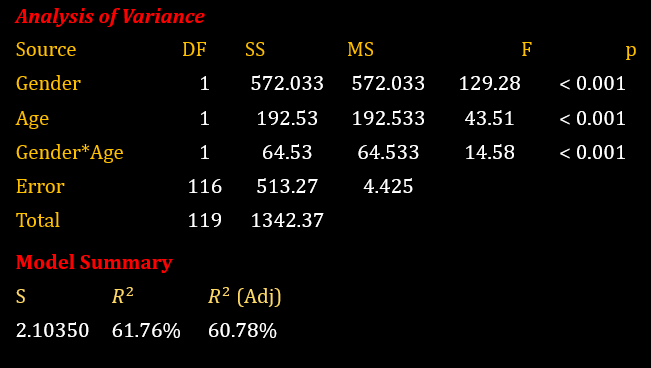 Analysis of Variance
Source DF SS MS F p
Gender 1 572.033 572.033 129.28 < 0.001
Age 1 192.53 192.533 43.51 < 0.001
Gender*Age 1 64.53 64.533 14.58 < 0.001
Error 116 513.27 4.425
Total 119 1342.37
Model Summary
S R² R² (Adj)
2.10350 61.76% 60.78%